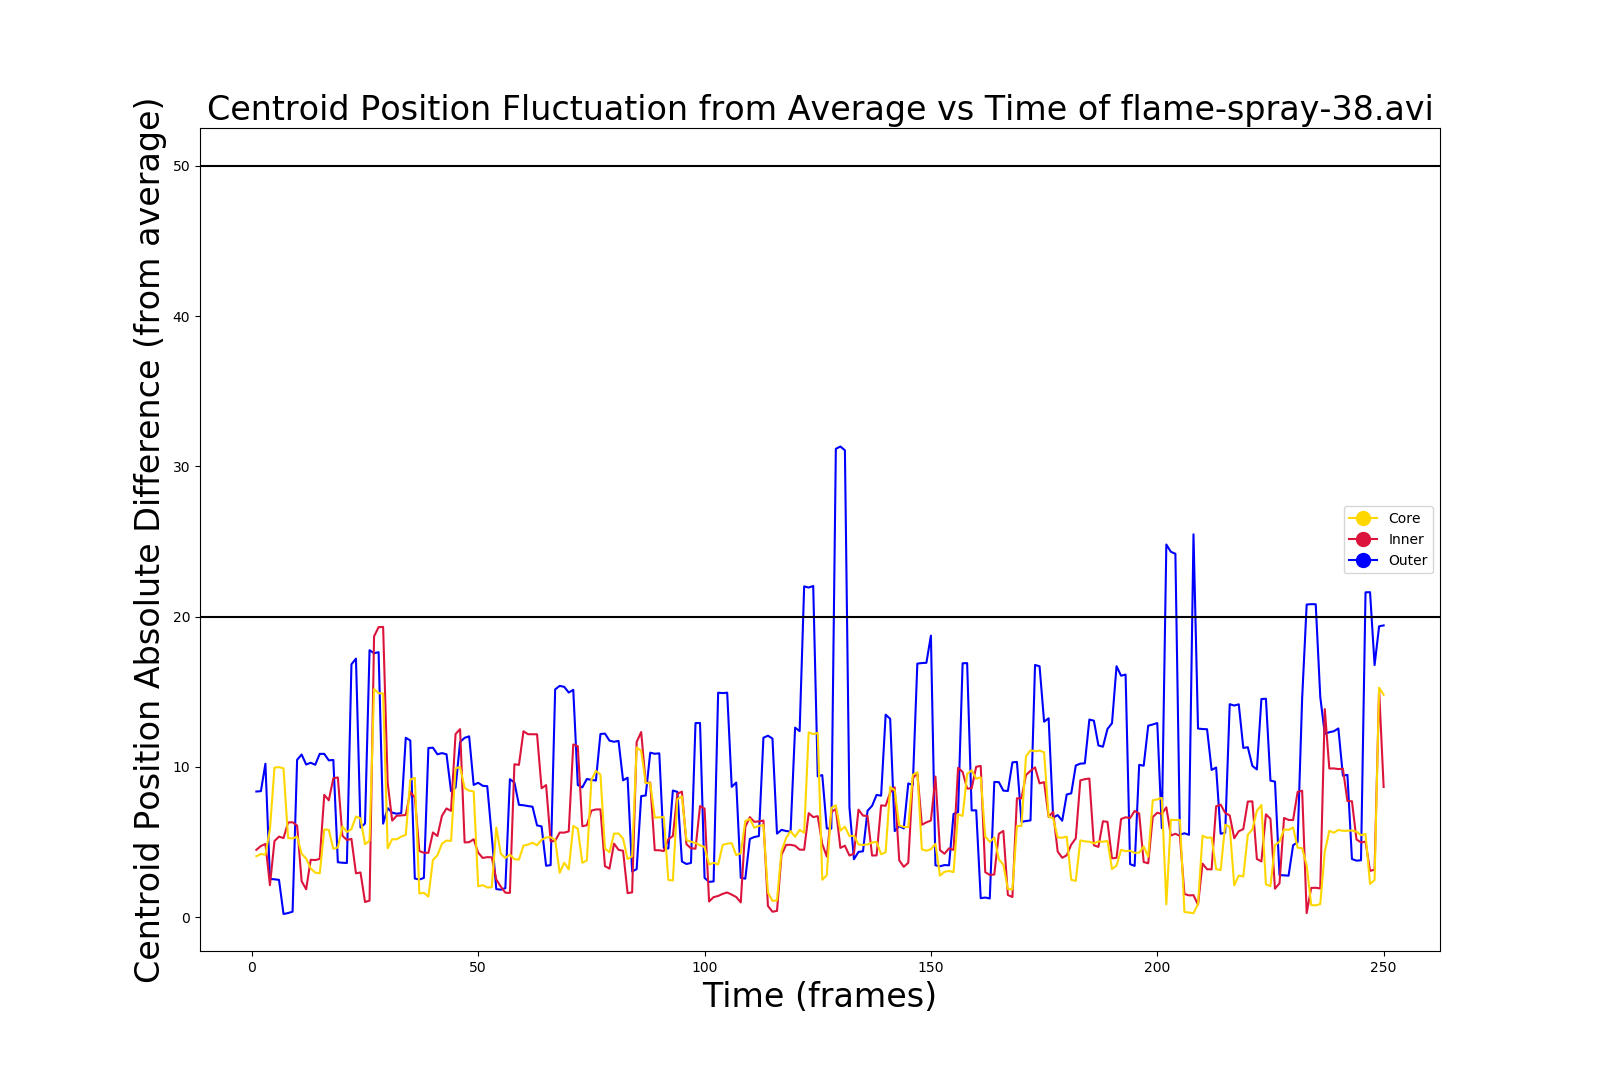 Centroid Position Fluctuation from Average vs Time of flame-spray-38.avi
Centroid Position Absolute Difference (from average)
50
40
30
20
10
0
Core
Inner
Outer
0 50 100 150 200 250
Time (frames)